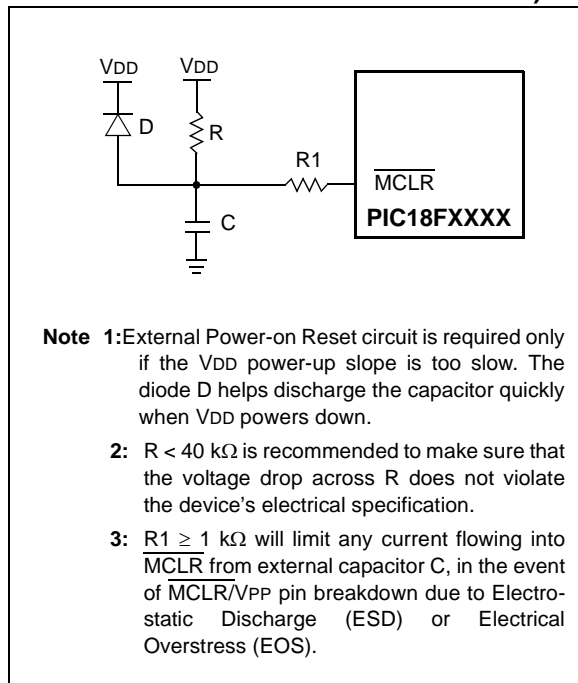 VDD VDD
D
R
R1
MCLR
PIC18FXXXX
C
Note 1:External Power-on Reset circuit is required only
if the VDD power-up slope is too slow. The
diode D helps discharge the capacitor quickly
when VDD powers down.
2: R < 40 kΩ is recommended to make sure that
the voltage drop across R does not violate
the device's electrical specification.
3: R1 ≥ 1 kΩ will limit any current flowing into
MCLR from external capacitor C, in the event
of MCLR/VPP pin breakdown due to Electro-
static Discharge (ESD) or Electrical
Overstress (EOS).